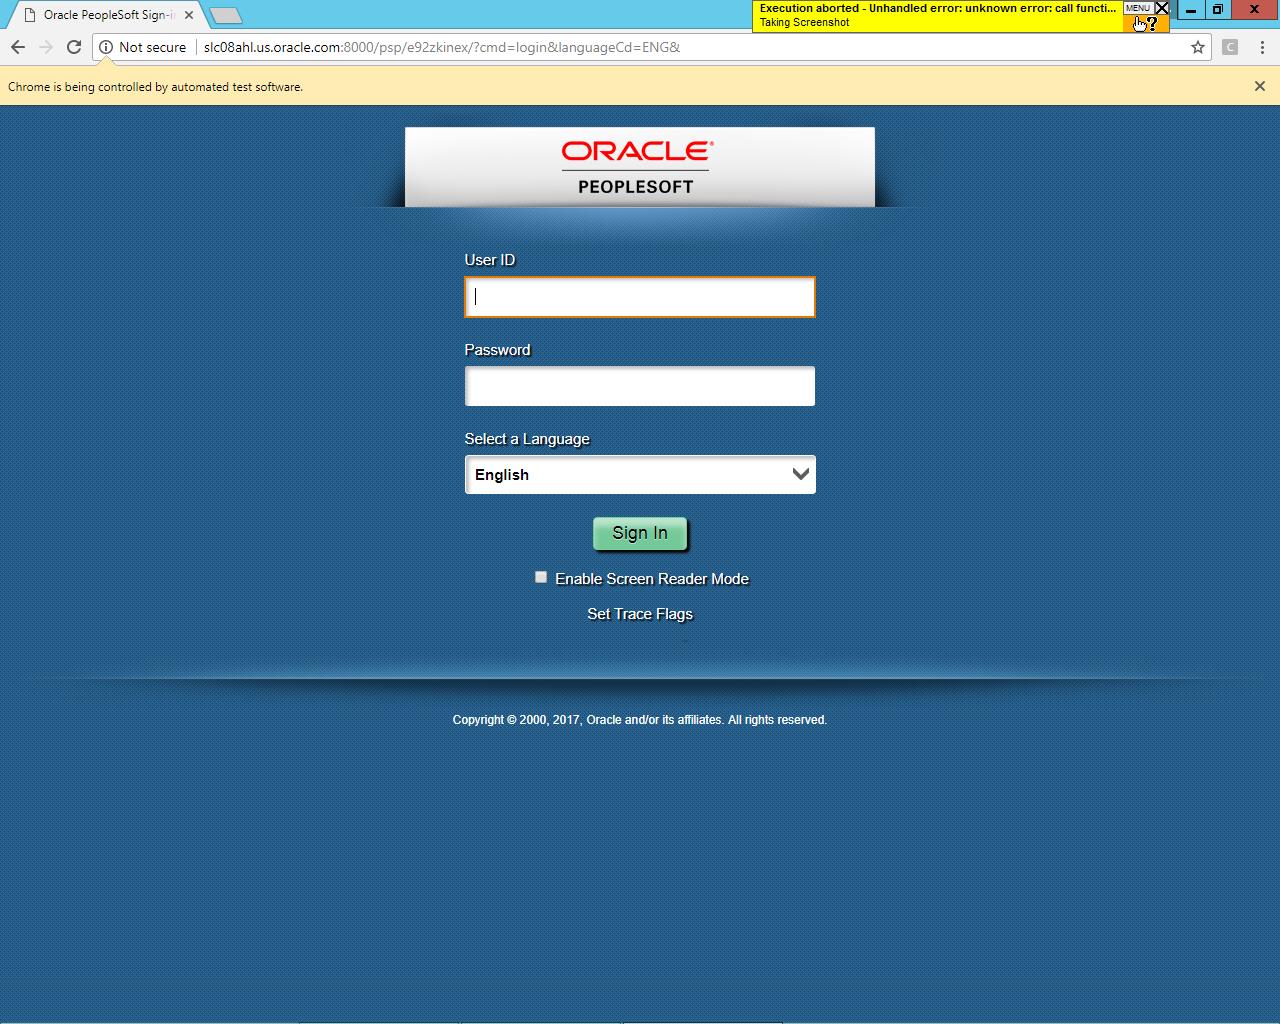 Oracle PeopleSoft Sign-i
Execution aborted - Unhandled error: unknown error: call functi...
Taking Screenshot
MENU
?
Not secure
slc08ahl.us.oracle.com:8000/psp/e92zkinex/?cmd=login&languageCd=ENG&
C
Chrome is being controlled by automated test software.
ORACLE®
PEOPLESOFT
User ID
Password
Select a Language
English
Sign In
Enable Screen Reader Mode
Set Trace Flags
Copyright © 2000, 2017, Oracle and/or its affiliates. All rights reserved.